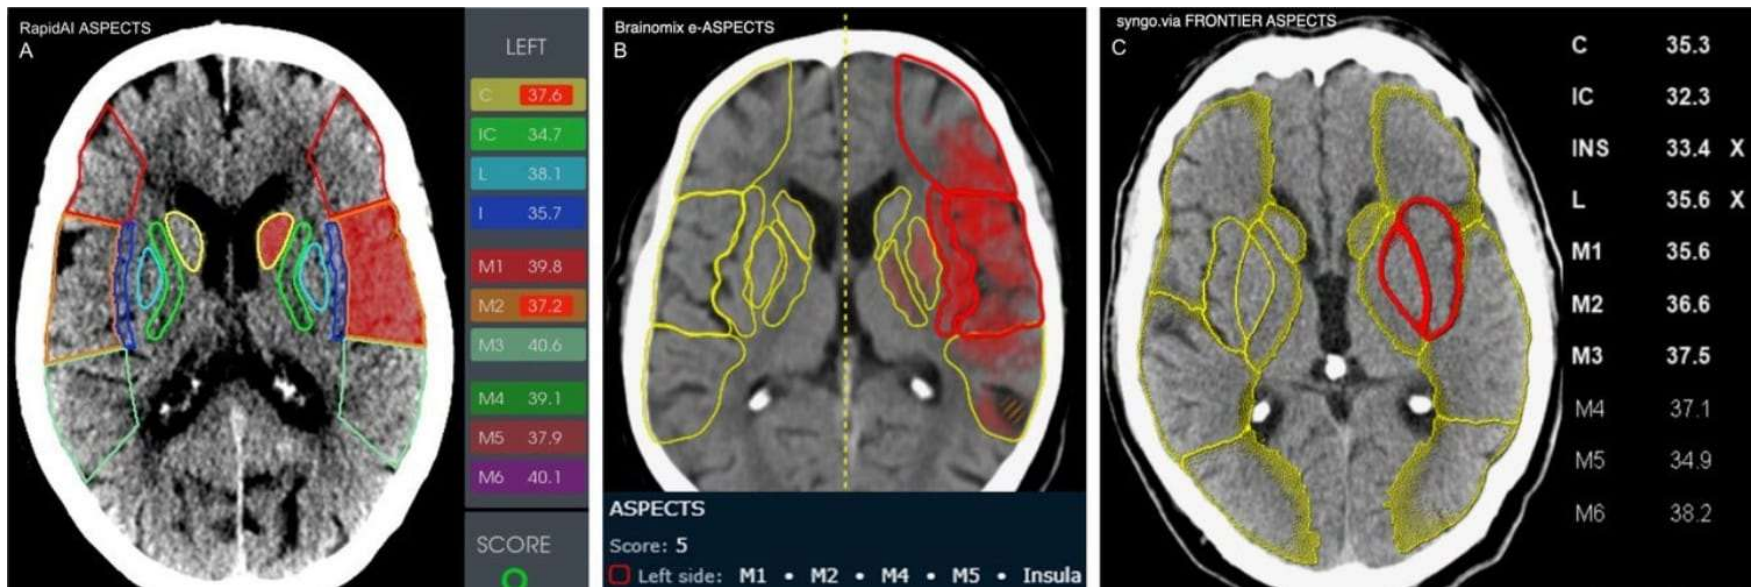 RapidAI ASPECTS
A
LEFT
C 37.6
IC 34.7
L 38.1
I 35.7
M1 39.8
M2 37.2
M3 40.6
M4 39.1
M5 37.9
M6 40.1
SCORE
Brainomix e-ASPECTS
B
ASPECTS
Score: 5
Left side: M1 • M2 • M4 • M5 • Insula
syngo.via FRONTIER ASPECTS
C
C 35.3
IC 32.3
INS 33.4 X
L 35.6 X
M1 35.6
M2 36.6
M3 37.5
M4 37.1
M5 34.9
M6 38.2